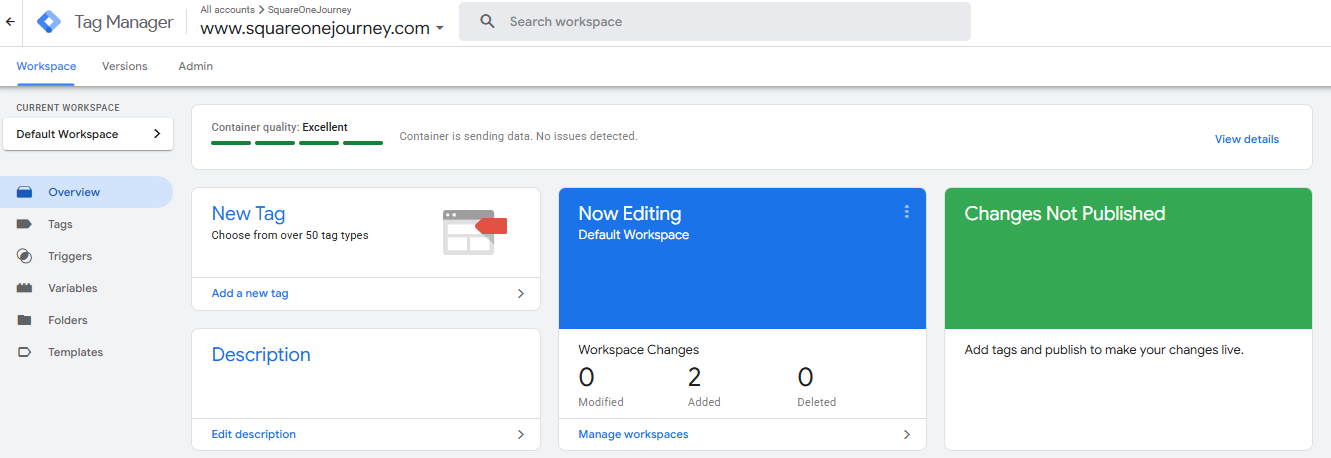 Tag Manager
All accounts > SquareOneJourney
www.squareonejourney.com
Search workspace
Workspace
Versions
Admin
CURRENT WORKSPACE
Default Workspace
Overview
Tags
Triggers
Variables
Folders
Templates
Container quality: Excellent
Container is sending data. No issues detected.
View details
New Tag
Choose from over 50 tag types
Add a new tag
Description
Edit description
Now Editing
Default Workspace
Workspace Changes
0
Modified
2
Added
0
Deleted
Manage workspaces
Changes Not Published
Add tags and publish to make your changes live.